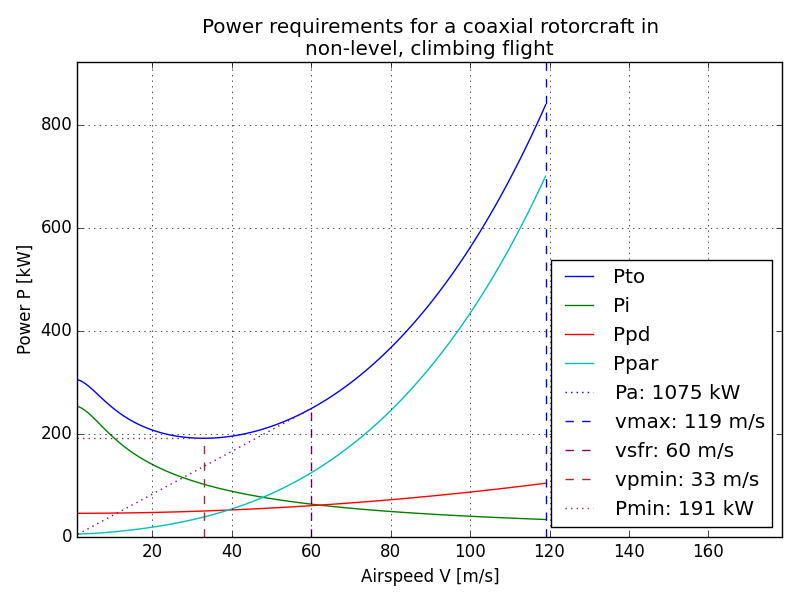 Power requirements for a coaxial rotorcraft in
non-level, climbing flight
800
600
400
200
0
Power P [kW]
20 40 60 80 100 120 140 160
Airspeed V [m/s]
Pto
Pi
Ppd
Ppar
Pa: 1075 kW
vmax: 119 m/s
vsfr: 60 m/s
vpmin: 33 m/s
Pmin: 191 kW